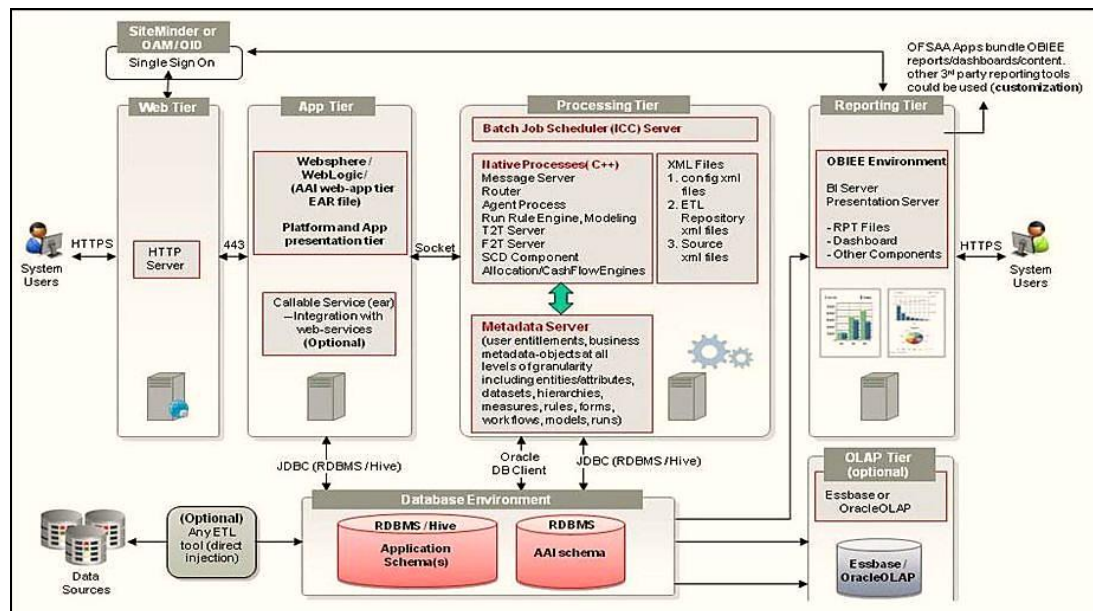 SiteMinder or
OAM/OID
Single Sign On
OFSAA Apps bundle OBIEE
reports/dashboards/content.
other 3rd party reporting tools
could be used (customization)
Web Tier
App Tier
Processing Tier
Reporting Tier
HTTPS
System
Users
HTTP
Server
443
Websphere /
WebLogic/
(AAI web-app tier
EAR file)
Platform and App
presentation tier
Callable Service (ear)
–Integration with
web-services
(Optional)
Socket
Batch Job Scheduler (ICC) Server
Native Processes( C++)
Message Server
Router
Agent Process
Run Rule Engine, Modeling
T2T Server
F2T Server
SCD Component
Allocation/CashFlowEngines
XML Files
1. config xml
files
2. ETL
Repository
xml files
3. Source
xml files
Metadata Server
(user entitlements, business
metadata-objects at all
levels of granularity
including entities/attributes,
datasets, hierarchies,
measures, rules, forms,
workflows, models, runs)
OBIEE Environment
BI Server
Presentation Server
- RPT Files
- Dashboard
- Other Components
HTTPS
System
Users
JDBC (RDBMS /Hive)
Oracle
DB Client
JDBC (RDBMS /Hive)
Database Environment
RDBMS / Hive
Application
Schema(s)
RDBMS
AAI schema
(Optional)
Any ETL
tool (direct
injection)
Data
Sources
OLAP Tier
(optional)
Essbase or
OracleOLAP
Essbase /
OracleOLAP